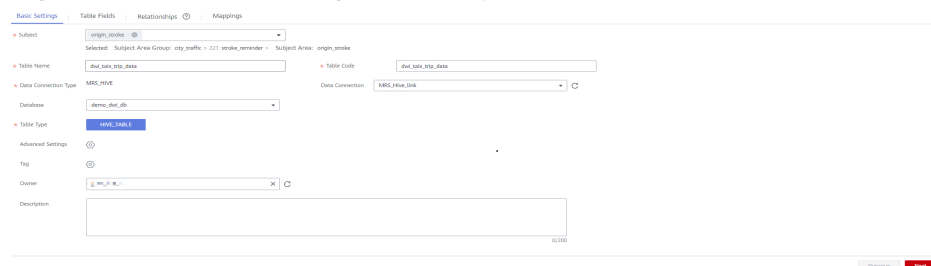 Basic Settings Table Fields Relationships ? Mappings
* Subject origin_stroke
Selected: Subject Area Group: city_traffic > 221: stroke_reminder > Subject Area: origin_stroke
* Table Name dwi_taix_trip_data * Table Code dwi_taix_trip_data
* Data Connection Type MRS_HIVE Data Connection MRS_Hive_link
Database demo_dwi_db
* Table Type HIVE_TABLE
Advanced Settings
Tag
Owner
Description
0/200
Next